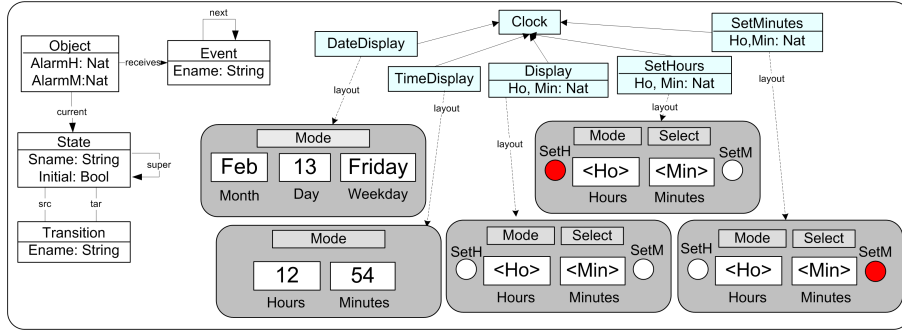 next
Object
AlarmH: Nat
AlarmM:Nat
receives
Event
Ename: String
current
State
Sname: String
Initial: Bool
super
src
tar
Transition
Ename: String
Clock
DateDisplay
TimeDisplay
Display
Ho, Min: Nat
SetHours
Ho, Min: Nat
SetMinutes
Ho,Min: Nat
layout
layout
layout
layout
layout
Mode
Feb
13
Friday
Month
Day
Weekday
Mode
Select
SetH
SetM
<Ho>
<Min>
Hours
Minutes
Mode
12
54
Hours
Minutes
Mode
Select
SetH
SetM
<Ho>
<Min>
Hours
Minutes
Mode
Select
SetH
SetM
<Ho>
<Min>
Hours
Minutes